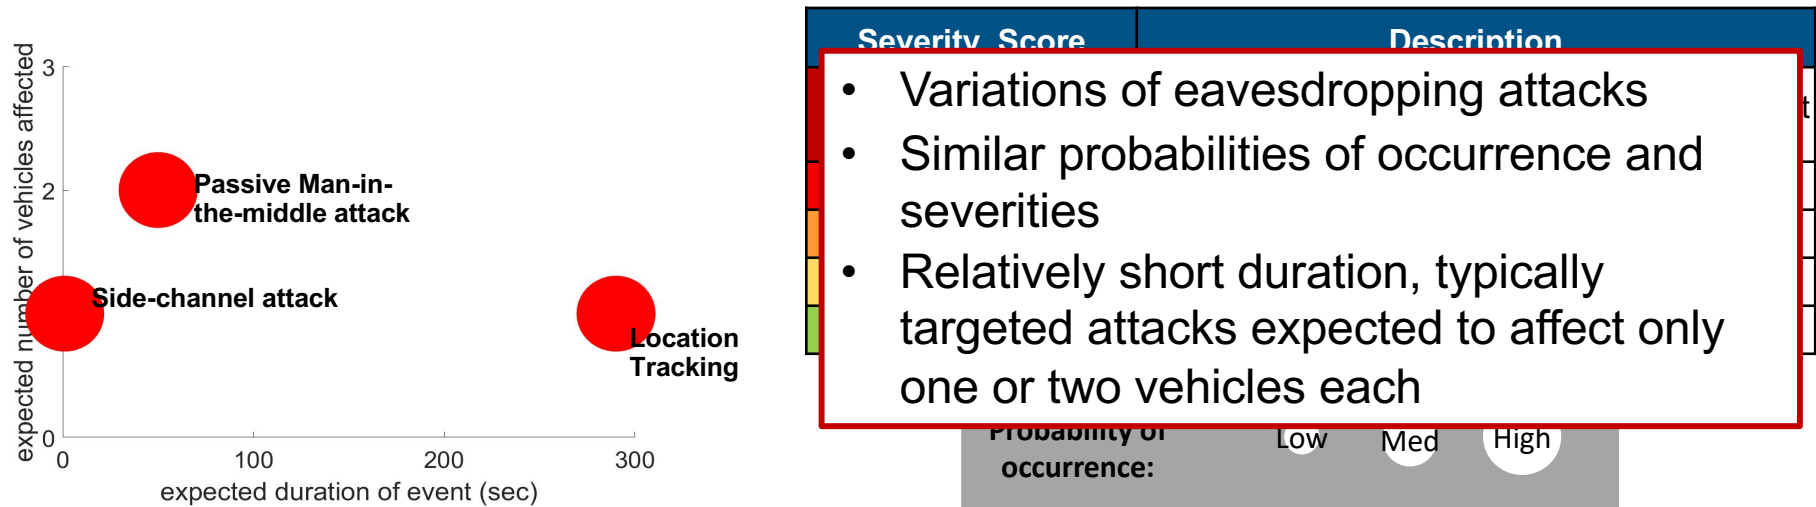 expected number of vehicles affected
3
2
0
0
100
200
300
expected duration of event (sec)
Passive Man-in-
the-middle attack
Side-channel attack
Location
Tracking
Severity Score
Description
• Variations of eavesdropping attacks
• Similar probabilities of occurrence and
severities
• Relatively short duration, typically
targeted attacks expected to affect only
one or two vehicles each
t
Probability of
occurrence:
Low
Med
High